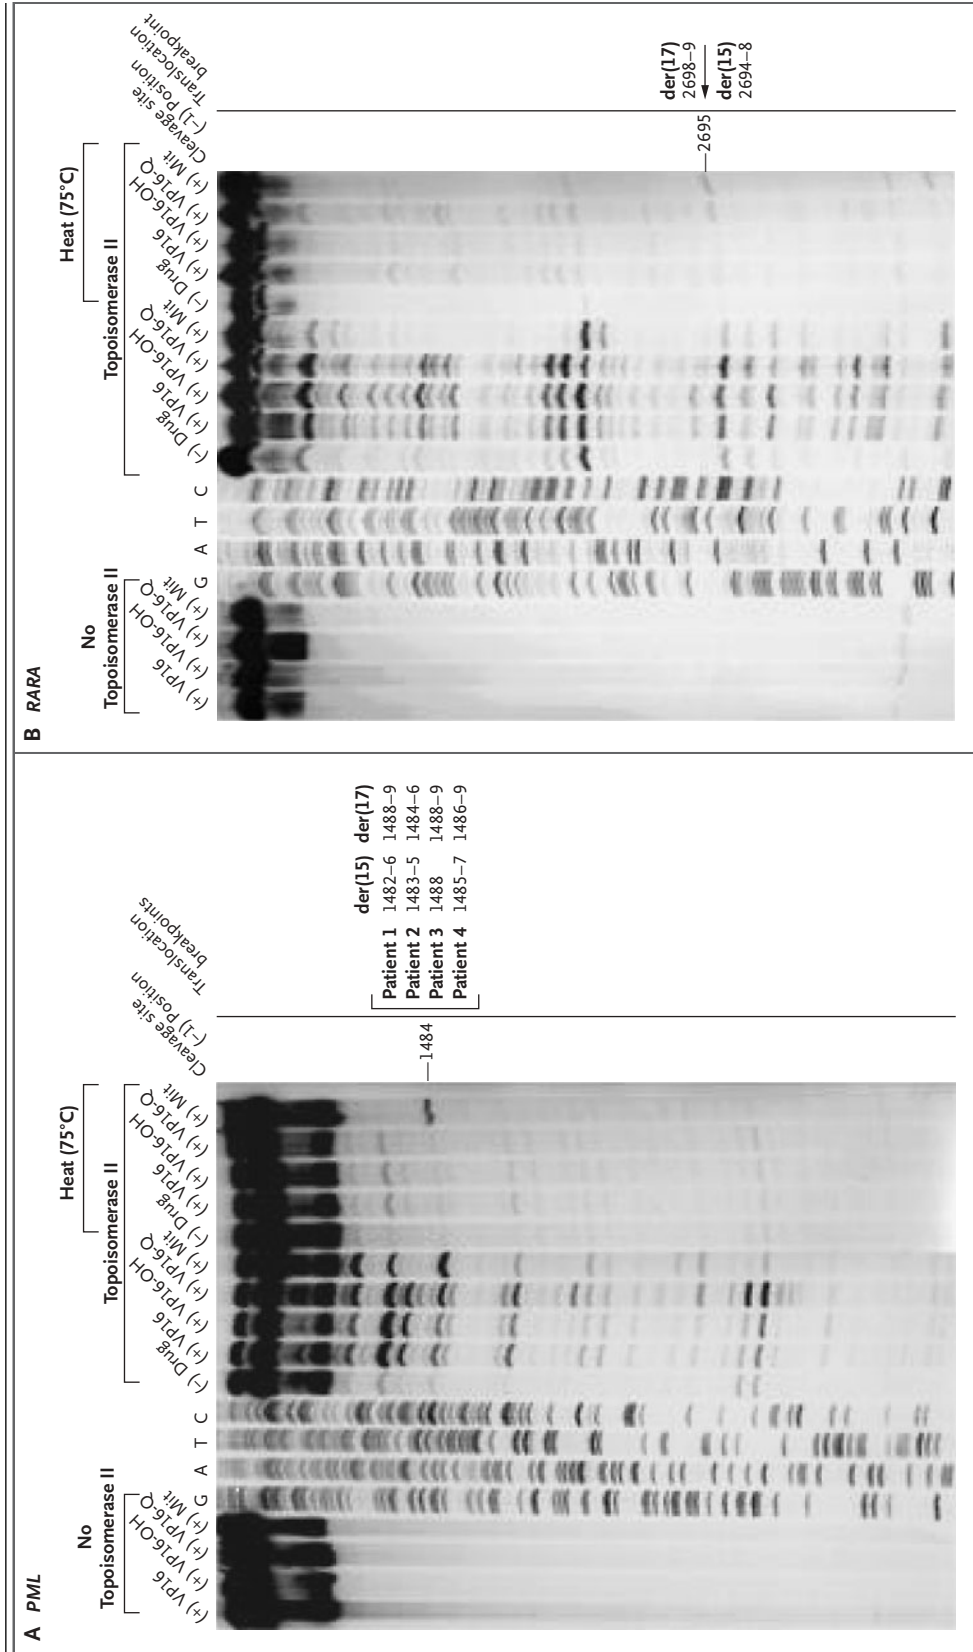 A PML
No
Topoisomerase II
(+) VP16
(+) VP16-OH
(+) VP16-Q
(+) Mit
G
A
T
C
Heat (75°C)
Topoisomerase II
(−) Drug
(+) VP16
(+) VP16-OH
(+) VP16-Q
(+) Mit
(−) Drug
(+) VP16
(+) VP16-OH
(+) VP16-Q
(+) Mit
Cleavage site
(−1) Position
Translocation
breakpoints
1484
der(15) der(17)
Patient 1 1482–6 1488–9
Patient 2 1483–5 1484–6
Patient 3 1488 1488–9
Patient 4 1485–7 1486–9
B RARA
No
Topoisomerase II
(+) VP16
(+) VP16-OH
(+) VP16-Q
(+) Mit
G
A
T
C
Heat (75°C)
Topoisomerase II
(−) Drug
(+) VP16
(+) VP16-OH
(+) VP16-Q
(+) Mit
(−) Drug
(+) VP16
(+) VP16-OH
(+) VP16-Q
(+) Mit
Cleavage site
(−1) Position
Translocation
breakpoint
2695
der(17)
2698–9
der(15)
2694–8